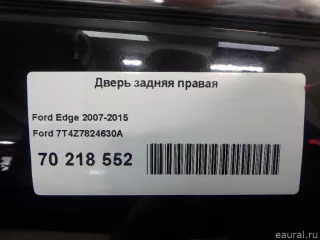 Дверь задняя правая
Ford Edge 2007-2015
Ford 7T4Z7824630A
70 218 552
eaural.ru